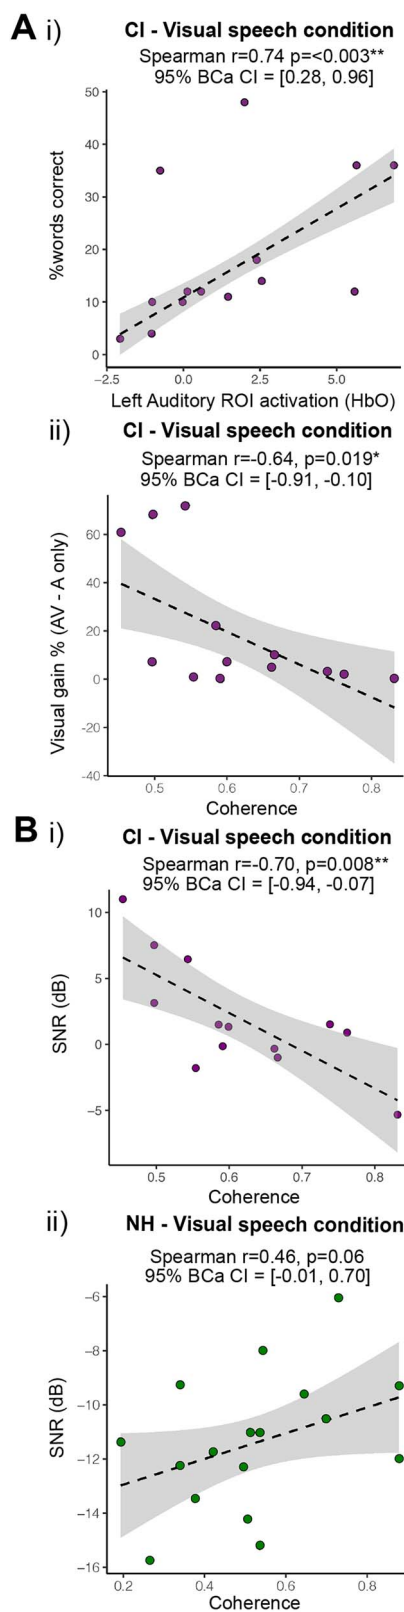 A i) CI - Visual speech condition
Spearman r=0.74 p=<0.003**
95% BCa CI = [0.28, 0.96]
%words correct
50
40
30
20
10
0
−2.5 0.0 2.5 5.0
Left Auditory ROI activation (HbO)
ii) CI - Visual speech condition
Spearman r=-0.64, p=0.019*
95% BCa CI = [-0.91, -0.10]
Visual gain % (AV - A only)
60
40
20
0
-20
-40
0.5 0.6 0.7 0.8
Coherence
B i) CI - Visual speech condition
Spearman r=-0.70, p=0.008**
95% BCa CI = [-0.94, -0.07]
SNR (dB)
10
5
0
−5
0.5 0.6 0.7 0.8
Coherence
ii) NH - Visual speech condition
Spearman r=0.46, p=0.06
95% BCa CI = [-0.01, 0.70]
SNR (dB)
−6
−8
−10
−12
−14
−16
0.2 0.4 0.6 0.8
Coherence